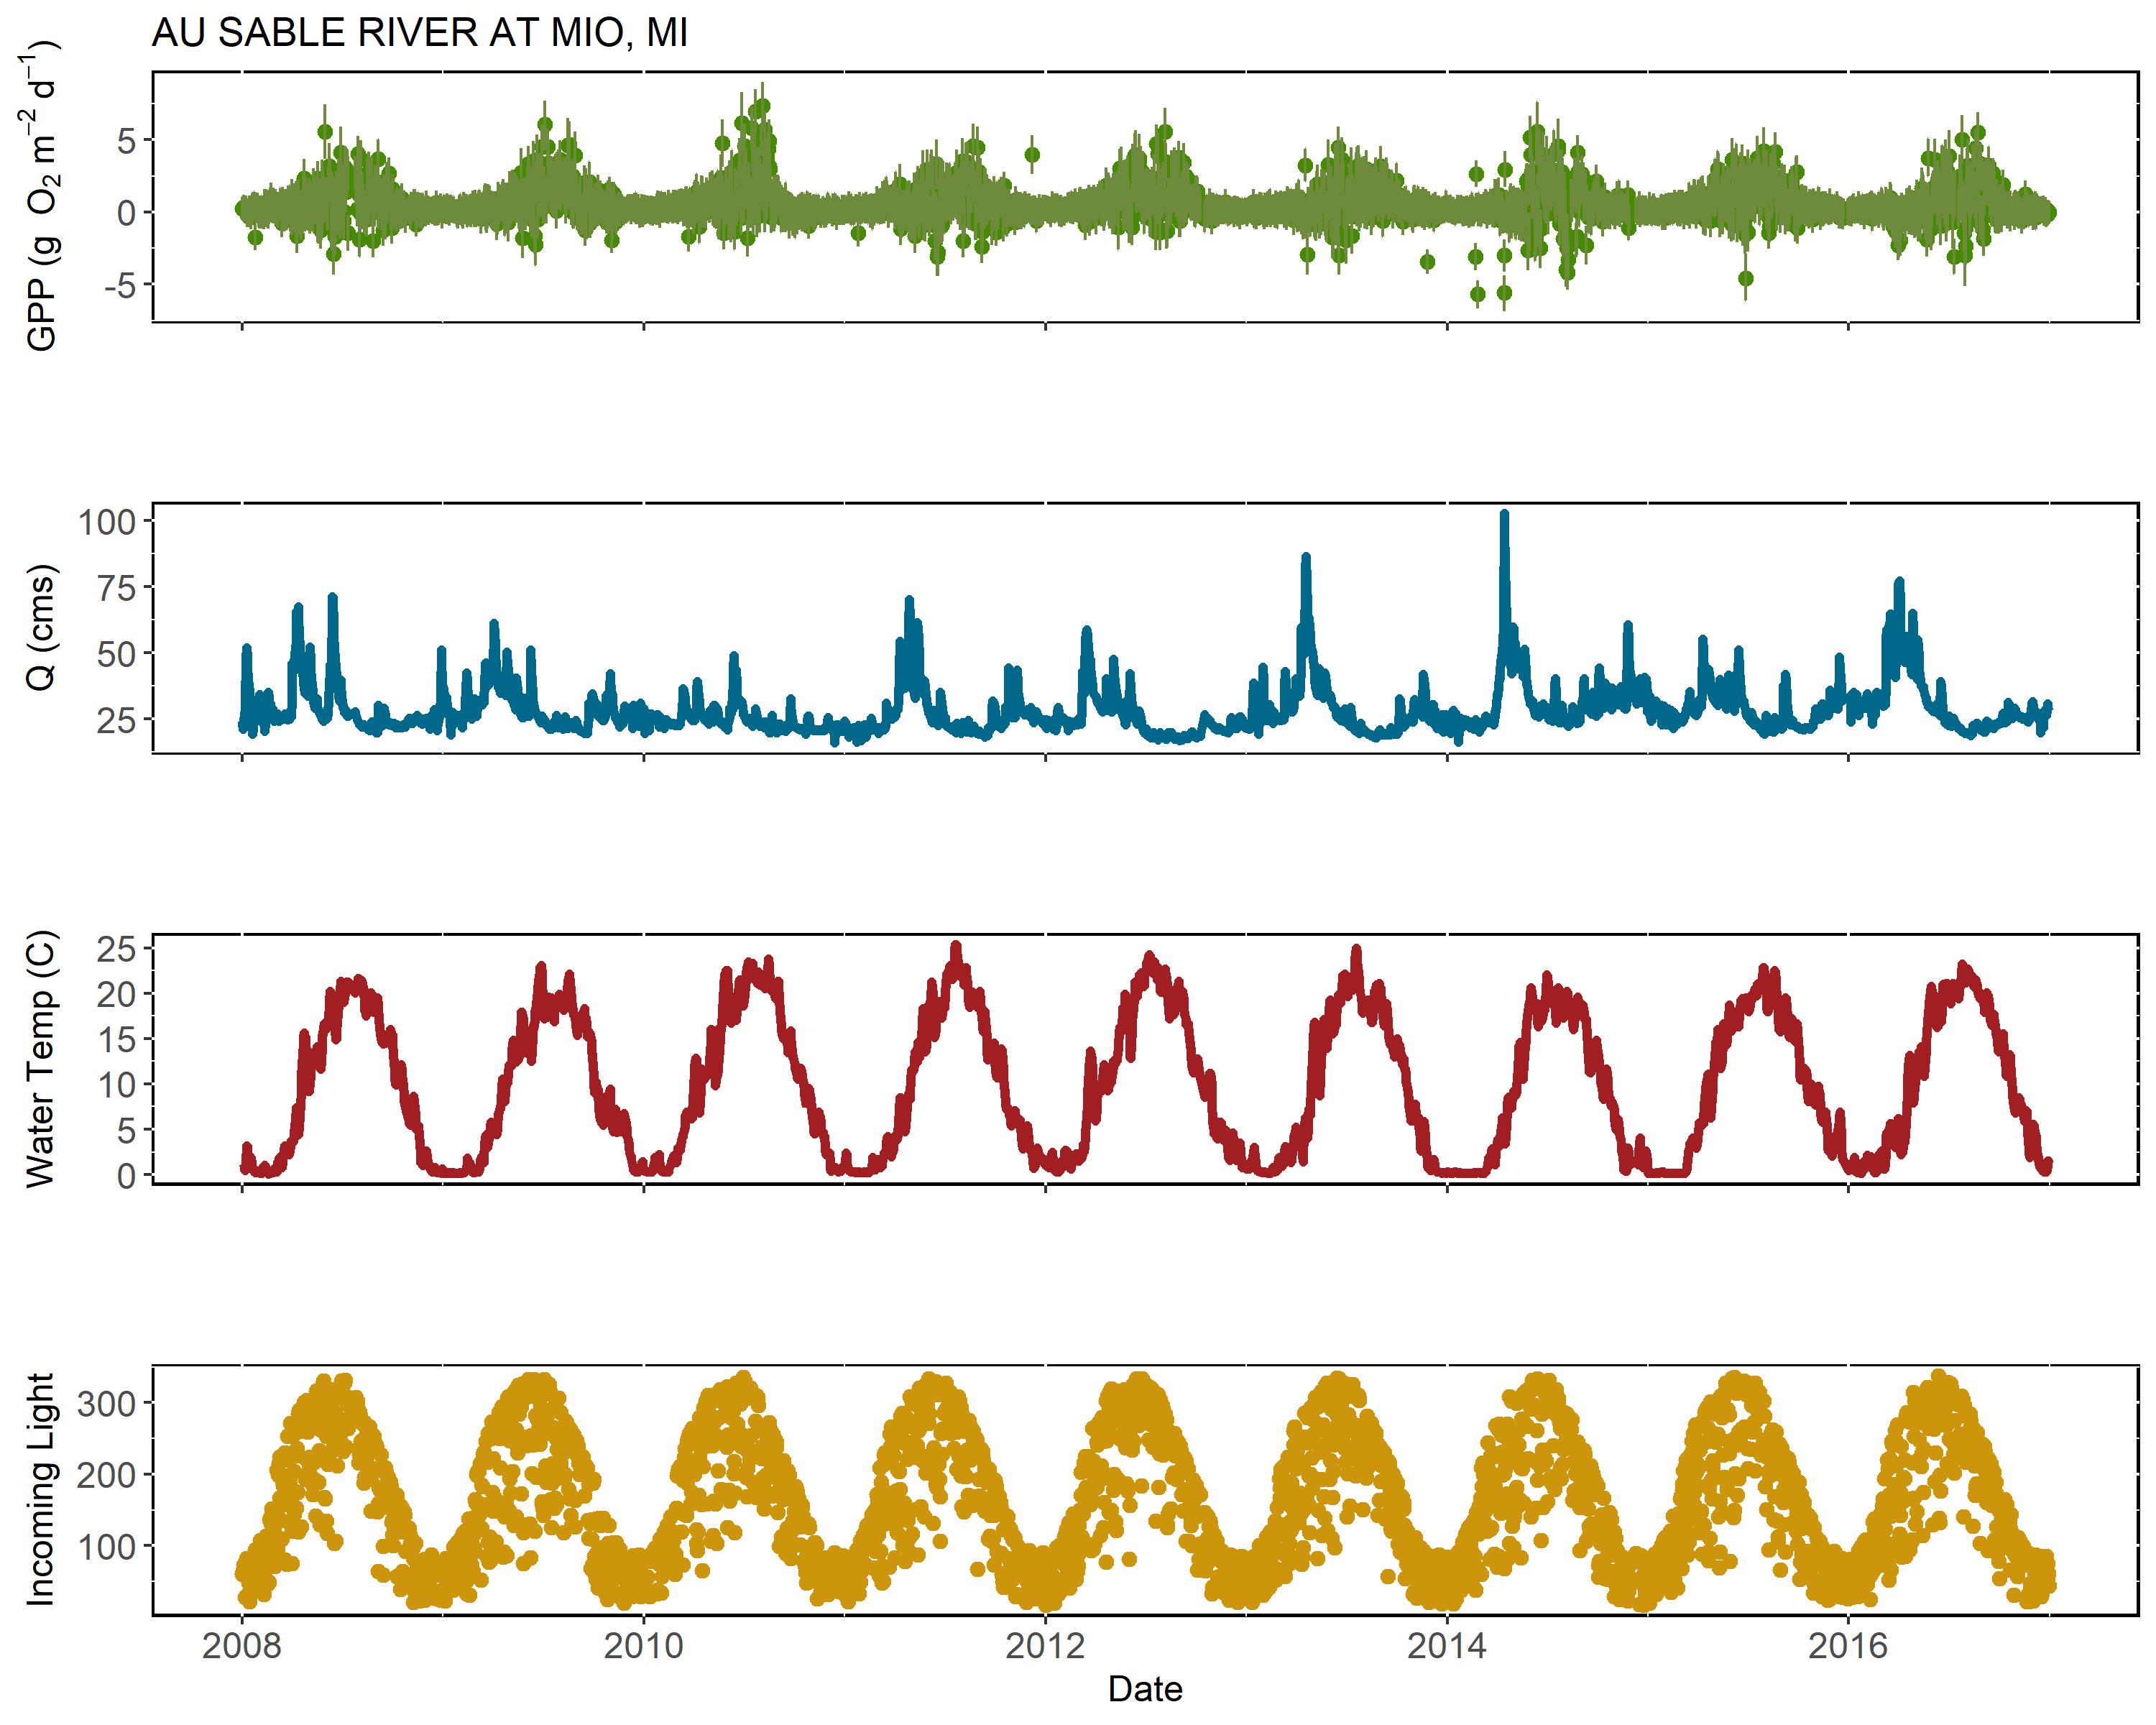 AU SABLE RIVER AT MIO, MI
GPP (g O₂ m⁻² d⁻¹)
5
0
-5
Q (cms)
100
75
50
25
Water Temp (C)
25
20
15
10
5
0
Incoming Light
300
200
100
2008 2010 2012 2014 2016
Date